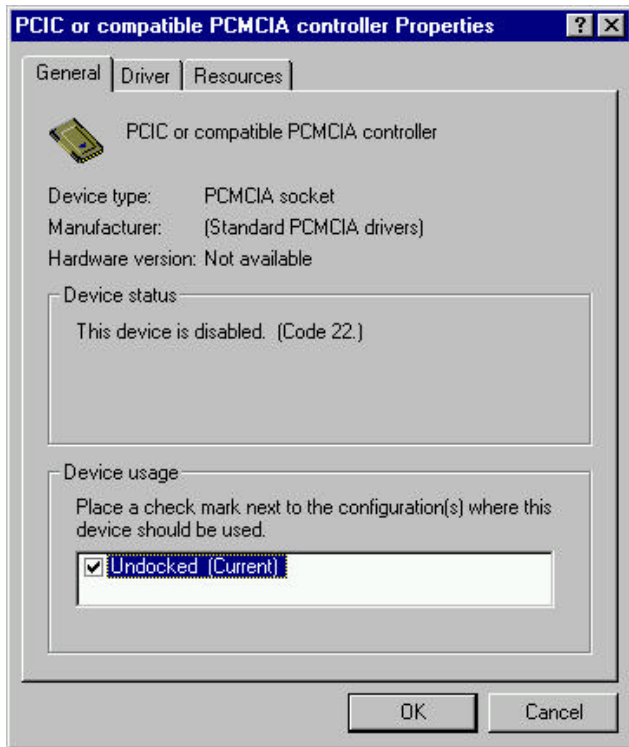 PCIC or compatible PCMCIA controller Properties
General Driver Resources
PCIC or compatible PCMCIA controller
Device type: PCMCIA socket
Manufacturer: (Standard PCMCIA drivers)
Hardware version: Not available
Device status
This device is disabled. (Code 22.)
Device usage
Place a check mark next to the configuration(s) where this
device should be used.
Undocked (Current)
OK Cancel